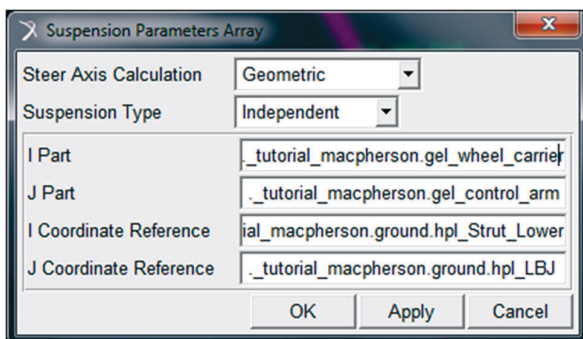 Suspension Parameters Array
Steer Axis Calculation Geometric
Suspension Type Independent
I Part ._tutorial_macpherson.gel_wheel_carrier
J Part ._tutorial_macpherson.gel_control_arm
I Coordinate Reference ial_macpherson.ground.hpl_Strut_Lower
J Coordinate Reference ._tutorial_macpherson.ground.hpl_LBJ
OK Apply Cancel